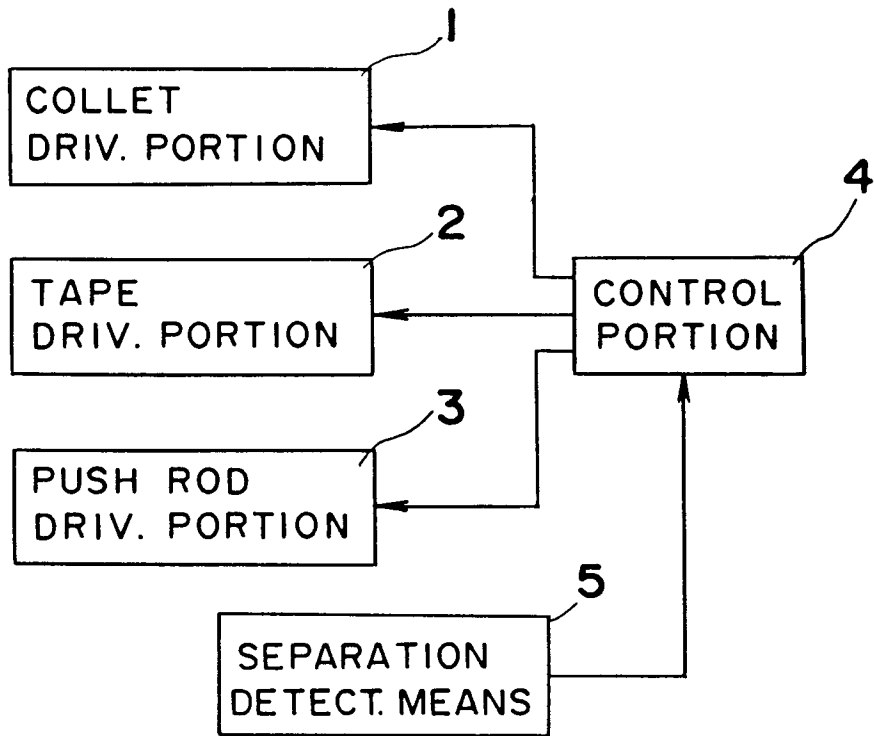 1
COLLET
DRIV. PORTION
2
TAPE
DRIV. PORTION
3
PUSH ROD
DRIV. PORTION
4
CONTROL
PORTION
5
SEPARATION
DETECT. MEANS